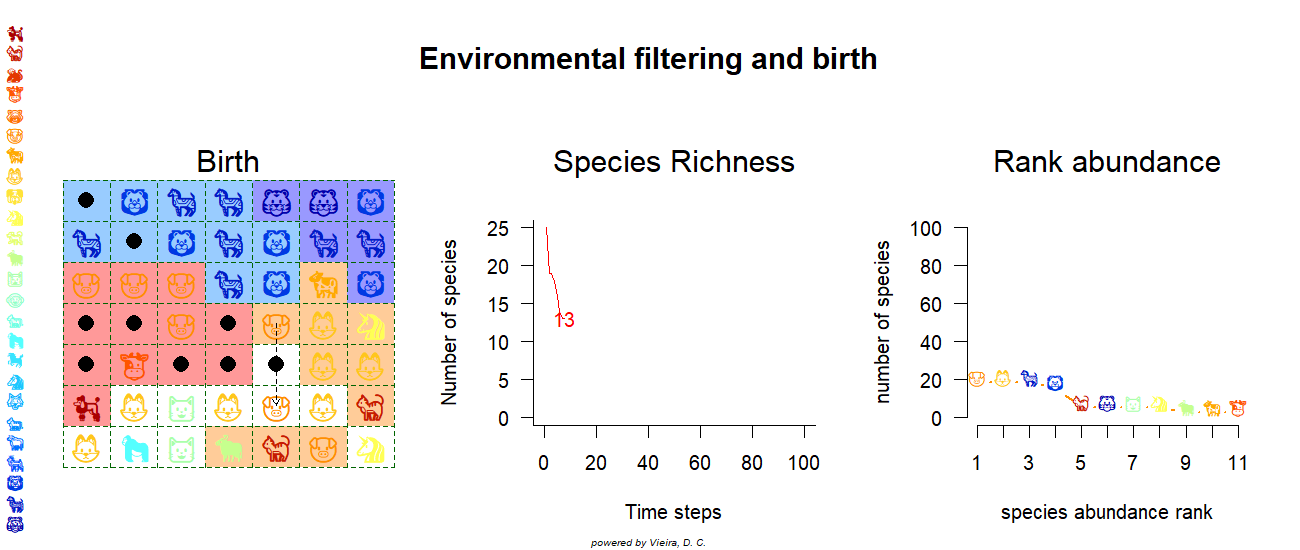 Environmental filtering and birth
Birth
Species Richness
Rank abundance
Number of species
25
20
15
10
5
0
13
0 20 40 60 80 100
Time steps
number of species
100
80
60
40
20
0
1 3 5 7 9 11
species abundance rank
powered by Vieira, D. C.